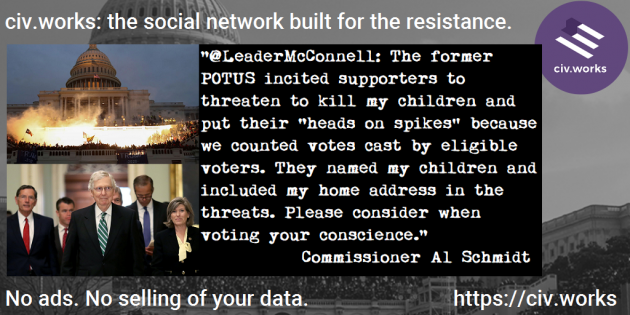 civ.works: the social network built for the resistance.
civ.works
"@LeaderMcConnell: The former
POTUS incited supporters to
threaten to kill my children and
put their "heads on spikes" because
we counted votes cast by eligible
voters. They named my children and
included my home address in the
threats. Please consider when
voting your conscience."
Commissioner Al Schmidt
No ads. No selling of your data.
https://civ.works